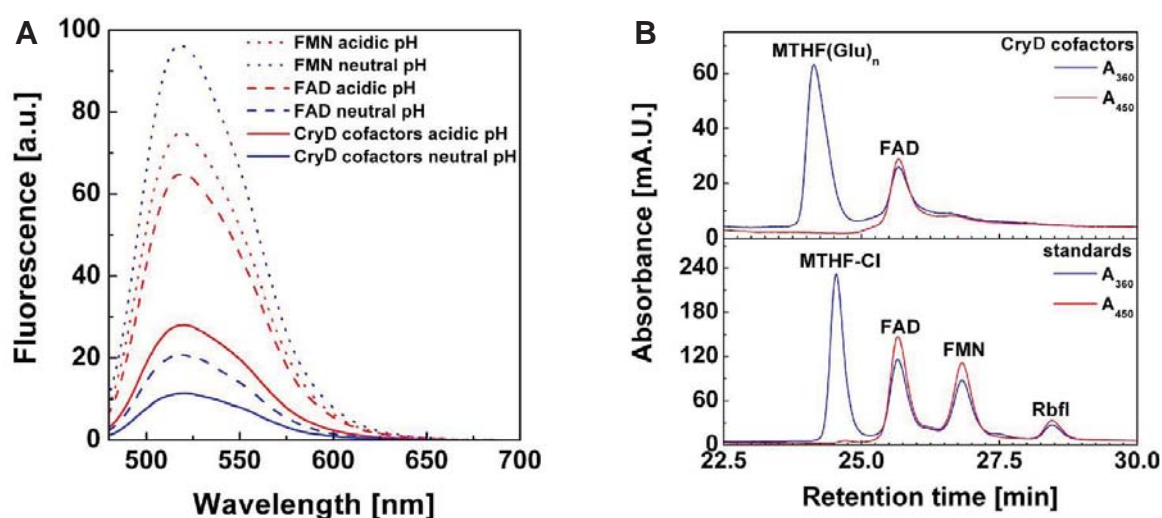 A
100
80
60
40
20
0
Fluorescence [a.u.]
FMN acidic pH
FMN neutral pH
FAD acidic pH
FAD neutral pH
CryD cofactors acidic pH
CryD cofactors neutral pH
500 550 600 650 700
Wavelength [nm]
B
MTHF(Glu)n
CryD cofactors
A360
A450
FAD
60
40
20
0
Absorbance [mA.U.]
standards
MTHF-Cl
A360
A450
FAD
FMN
Rbfl
240
180
120
60
0
22.5 25.0 27.5 30.0
Retention time [min]